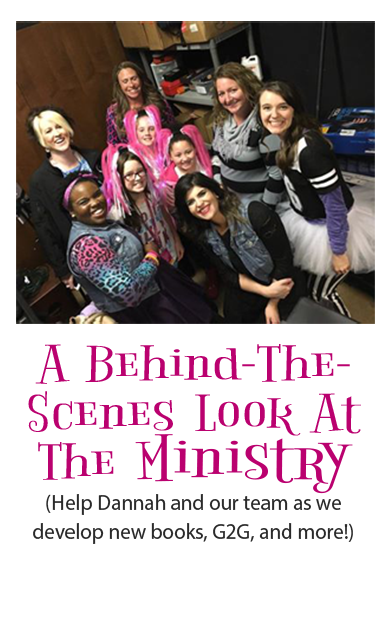 A Behind-The-
Scenes Look At
The Ministry
(Help Dannah and our team as we
develop new books, G2G, and more!)